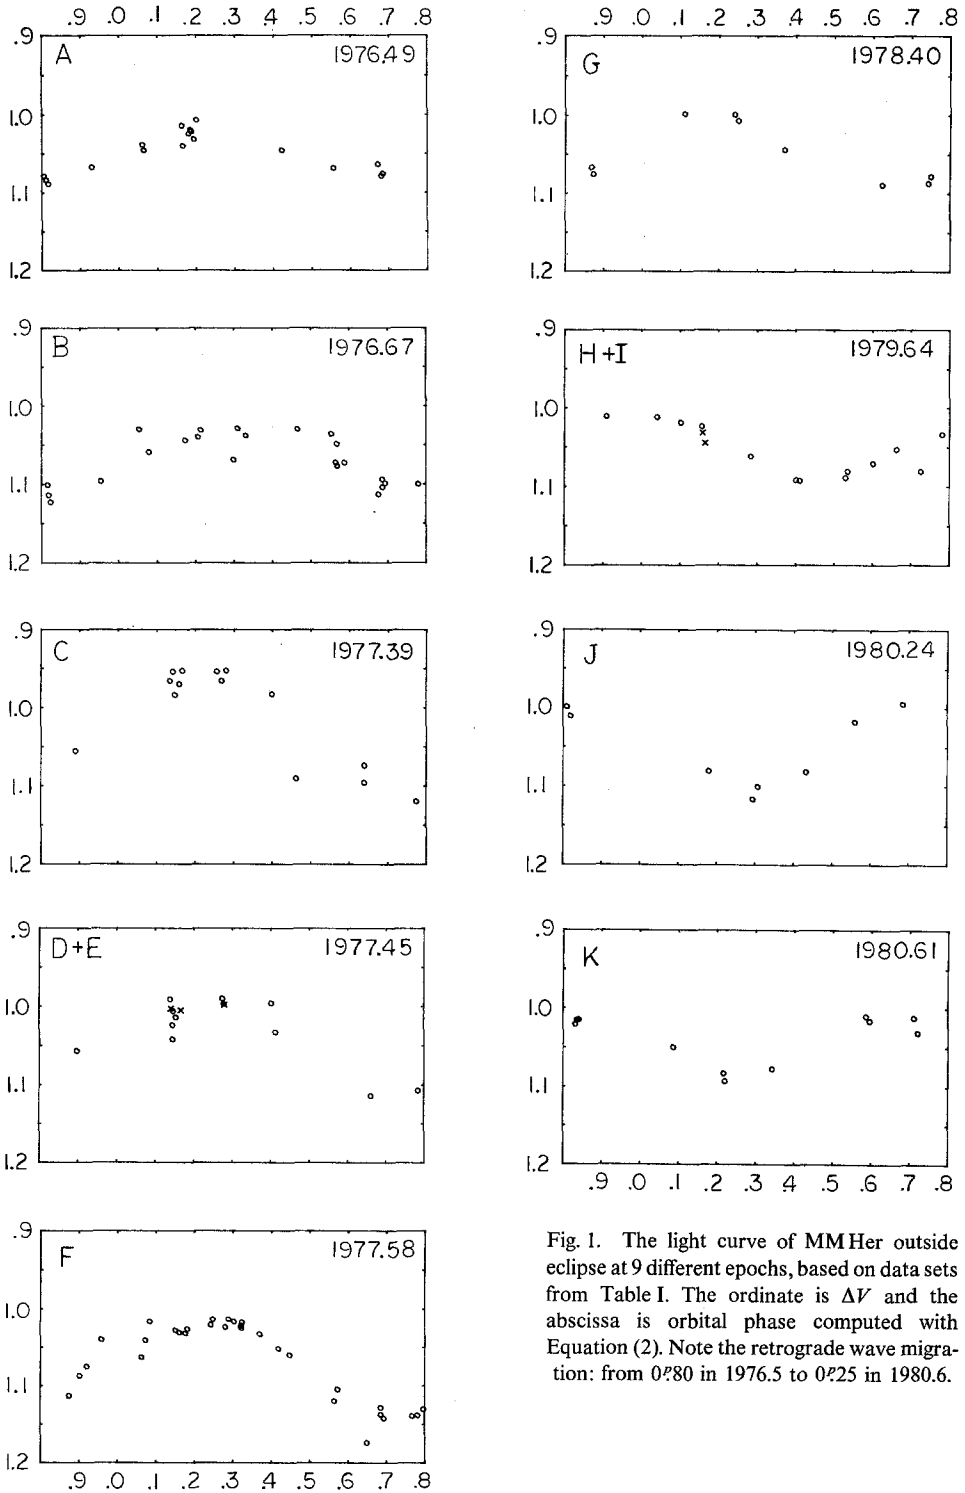 .9 .0 .1 .2 .3 .4 .5 .6 .7 .8
.9
A 1976.49
1.0
1.1
1.2
.9
B 1976.67
1.0
1.1
1.2
.9
C 1977.39
1.0
1.1
1.2
.9
D+E 1977.45
1.0
1.1
1.2
.9
F 1977.58
1.0
1.1
1.2
.9 .0 .1 .2 .3 .4 .5 .6 .7 .8
.9 .0 .1 .2 .3 .4 .5 .6 .7 .8
.9
G 1978.40
1.0
1.1
1.2
.9
H+I 1979.64
1.0
1.1
1.2
.9
J 1980.24
1.0
1.1
1.2
.9
K 1980.61
1.0
1.1
1.2
.9 .0 .1 .2 .3 .4 .5 .6 .7 .8
Fig. 1. The light curve of MM Her outside
eclipse at 9 different epochs, based on data sets
from Table I. The ordinate is ΔV and the
abscissa is orbital phase computed with
Equation (2). Note the retrograde wave migra-
tion: from 0ᵖ.80 in 1976.5 to 0ᵖ.25 in 1980.6.